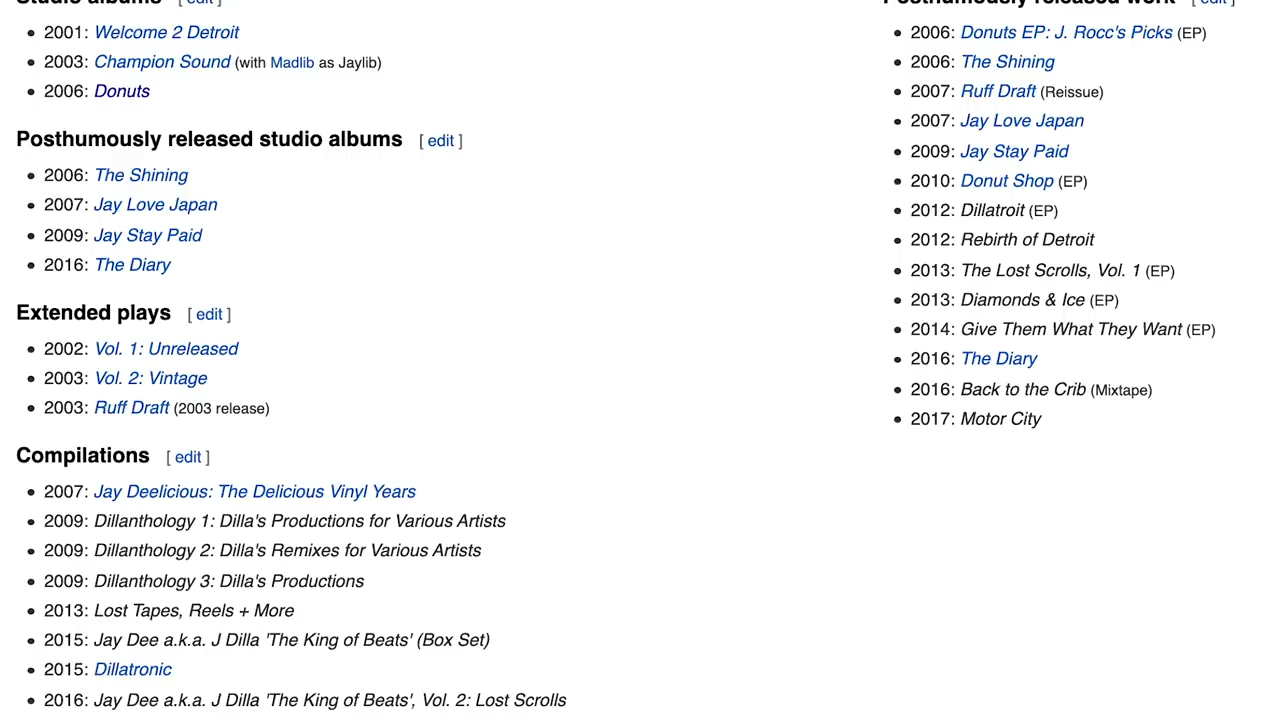 Studio albums [ edit ]
2001: Welcome 2 Detroit
2003: Champion Sound (with Madlib as Jaylib)
2006: Donuts
Posthumously released studio albums [ edit ]
2006: The Shining
2007: Jay Love Japan
2009: Jay Stay Paid
2016: The Diary
Extended plays [ edit ]
2002: Vol. 1: Unreleased
2003: Vol. 2: Vintage
2003: Ruff Draft (2003 release)
Compilations [ edit ]
2007: Jay Deelicious: The Delicious Vinyl Years
2009: Dillanthology 1: Dilla's Productions for Various Artists
2009: Dillanthology 2: Dilla's Remixes for Various Artists
2009: Dillanthology 3: Dilla's Productions
2013: Lost Tapes, Reels + More
2015: Jay Dee a.k.a. J Dilla 'The King of Beats' (Box Set)
2015: Dillatronic
2016: Jay Dee a.k.a. J Dilla 'The King of Beats', Vol. 2: Lost Scrolls
Posthumously released work [ edit ]
2006: Donuts EP: J. Rocc's Picks (EP)
2006: The Shining
2007: Ruff Draft (Reissue)
2007: Jay Love Japan
2009: Jay Stay Paid
2010: Donut Shop (EP)
2012: Dillatroit (EP)
2012: Rebirth of Detroit
2013: The Lost Scrolls, Vol. 1 (EP)
2013: Diamonds & Ice (EP)
2014: Give Them What They Want (EP)
2016: The Diary
2016: Back to the Crib (Mixtape)
2017: Motor City